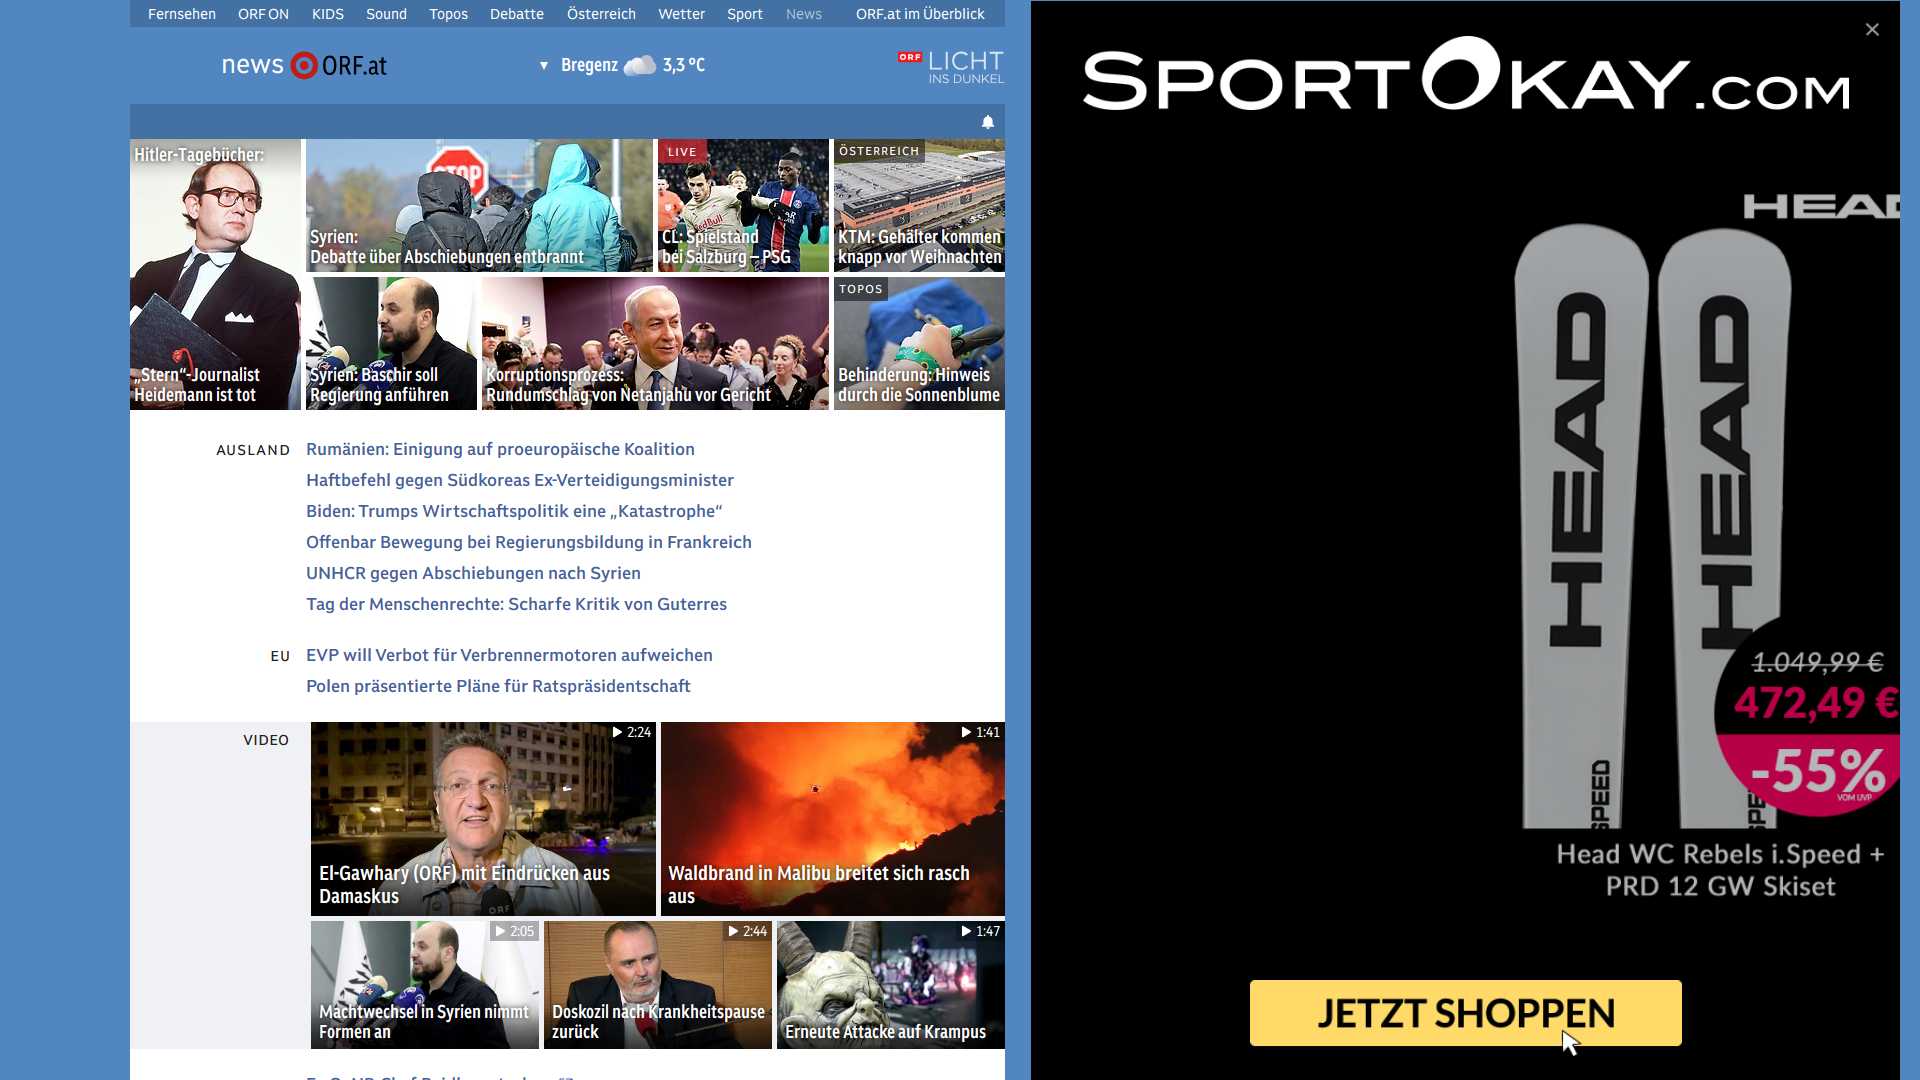 Fernsehen ORF ON KIDS Sound Topos Debatte Österreich Wetter Sport News ORF.at im Überblick
news ORF.at
▼ Bregenz 3,3 °C
ORF LICHT
INS DUNKEL
Hitler-Tagebücher:
„Stern“-Journalist
Heidemann ist tot
STOP
Syrien:
Debatte über Abschiebungen entbrannt
LIVE
RedBull
CL: Spielstand
bei Salzburg – PSG
ÖSTERREICH
KTM: Gehälter kommen
knapp vor Weihnachten
Syrien: Baschir soll
Regierung anführen
Korruptionsprozess:
Rundumschlag von Netanjahu vor Gericht
TOPOS
Behinderung: Hinweis
durch die Sonnenblume
AUSLAND
Rumänien: Einigung auf proeuropäische Koalition
Haftbefehl gegen Südkoreas Ex-Verteidigungsminister
Biden: Trumps Wirtschaftspolitik eine „Katastrophe“
Offenbar Bewegung bei Regierungsbildung in Frankreich
UNHCR gegen Abschiebungen nach Syrien
Tag der Menschenrechte: Scharfe Kritik von Guterres
EU
EVP will Verbot für Verbrennermotoren aufweichen
Polen präsentierte Pläne für Ratspräsidentschaft
VIDEO
2:24
El-Gawhary (ORF) mit Eindrücken aus
Damaskus
ORF
1:41
Waldbrand in Malibu breitet sich rasch
aus
2:05
Machtwechsel in Syrien nimmt
Formen an
2:44
Doskozil nach Krankheitspause
zurück
1:47
Erneute Attacke auf Krampus
SPORTOKAY.COM
HEAD
HEAD
HEAD
SPEED
1.049,99 €
472,49 €
-55%
VOM UVP
Head WC Rebels i.Speed +
PRD 12 GW Skiset
JETZT SHOPPEN